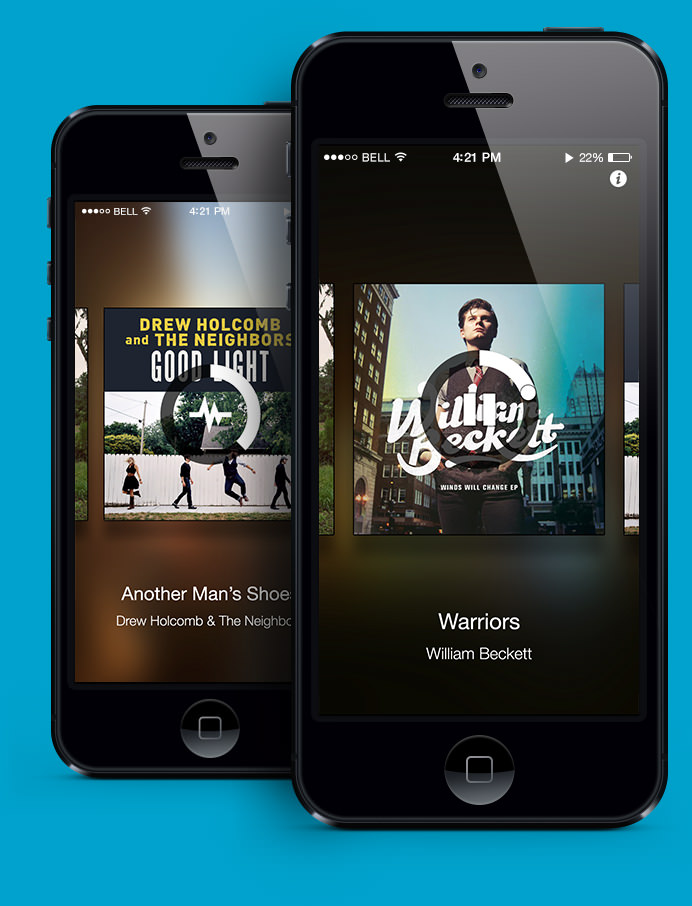 BELL 4:21 PM
DREW HOLCOMB
and THE NEIGHBORS
GOOD LIGHT
Another Man's Shoes
Drew Holcomb & The Neighbo
BELL 4:21 PM 22%
i
William
Beckett
WINDS WILL CHANGE EP
Warriors
William Beckett